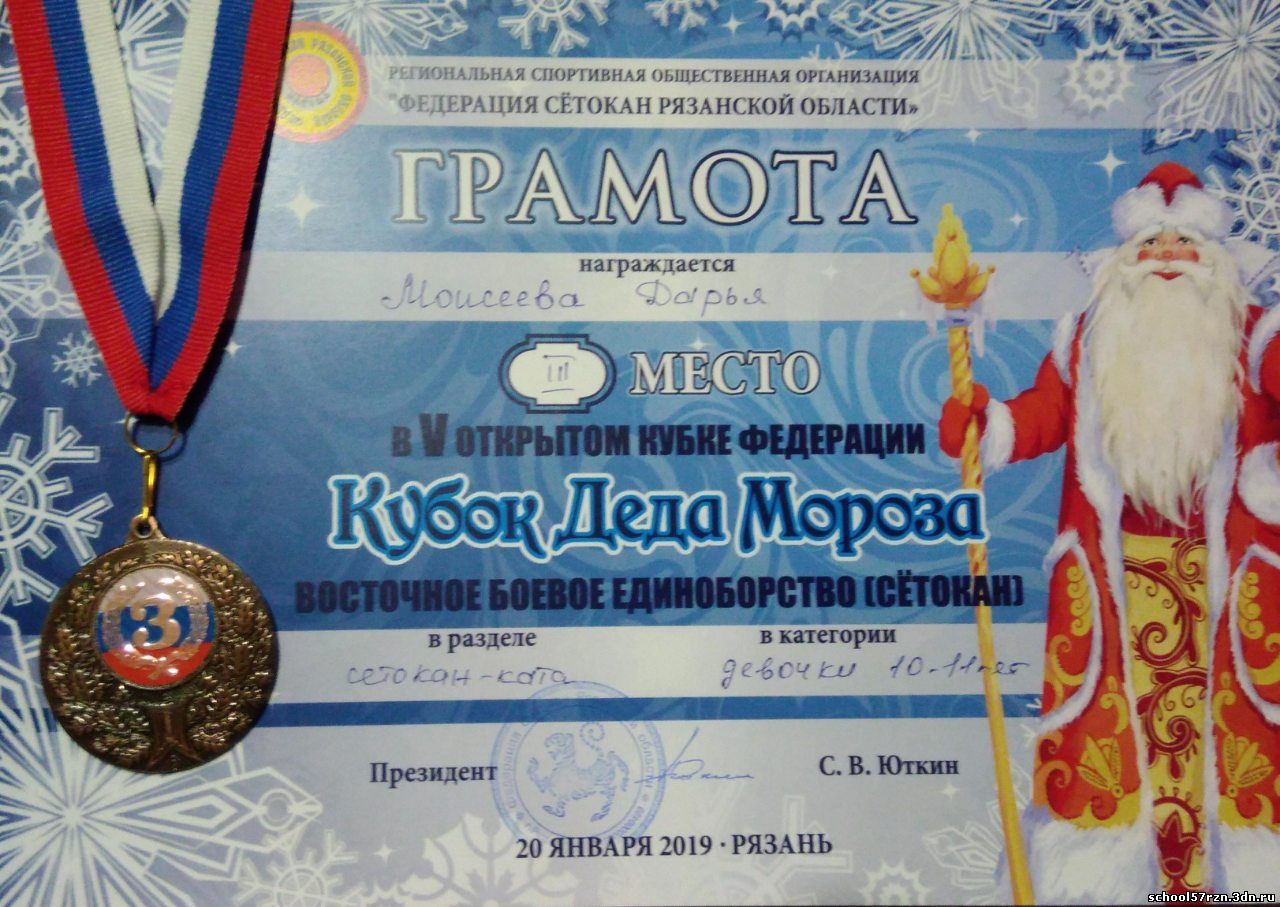 РЕГИОНАЛЬНАЯ СПОРТИВНАЯ ОБЩЕСТВЕННАЯ ОРГАНИЗАЦИЯ
"ФЕДЕРАЦИЯ СЁТОКАН РЯЗАНСКОЙ ОБЛАСТИ»
ГРАМОТА
награждается
Моисеева Дарья
III МЕСТО
В V ОТКРЫТОМ КУБКЕ ФЕДЕРАЦИИ
Кубок Деда Мороза
ВОСТОЧНОЕ БОЕВОЕ ЕДИНОБОРСТВО (СЁТОКАН)
3
в разделе в категории
сетокан-ката девочки 10-11 лет
Президент С. В. Юткин
20 ЯНВАРЯ 2019 · РЯЗАНЬ
school57rzn.3dn.ru